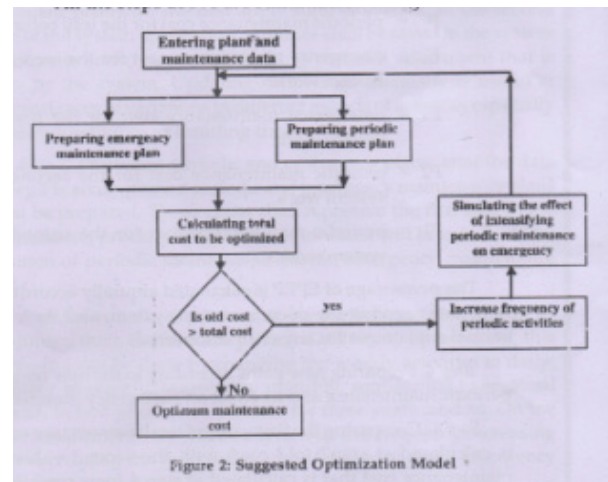 Entering plant and
maintenance data
Preparing emergeacy
maintenance plan
Preparing periodic
maintenance plan
Calculating total
cost to be optimized
Simulating the effect
of intensifying
periodic maintenance
on emergency
Is old cost
> total cost
yes
Increase frequency of
periodic activities
No
Optimum maintenance
cost
Figure 2: Suggested Optimization Model